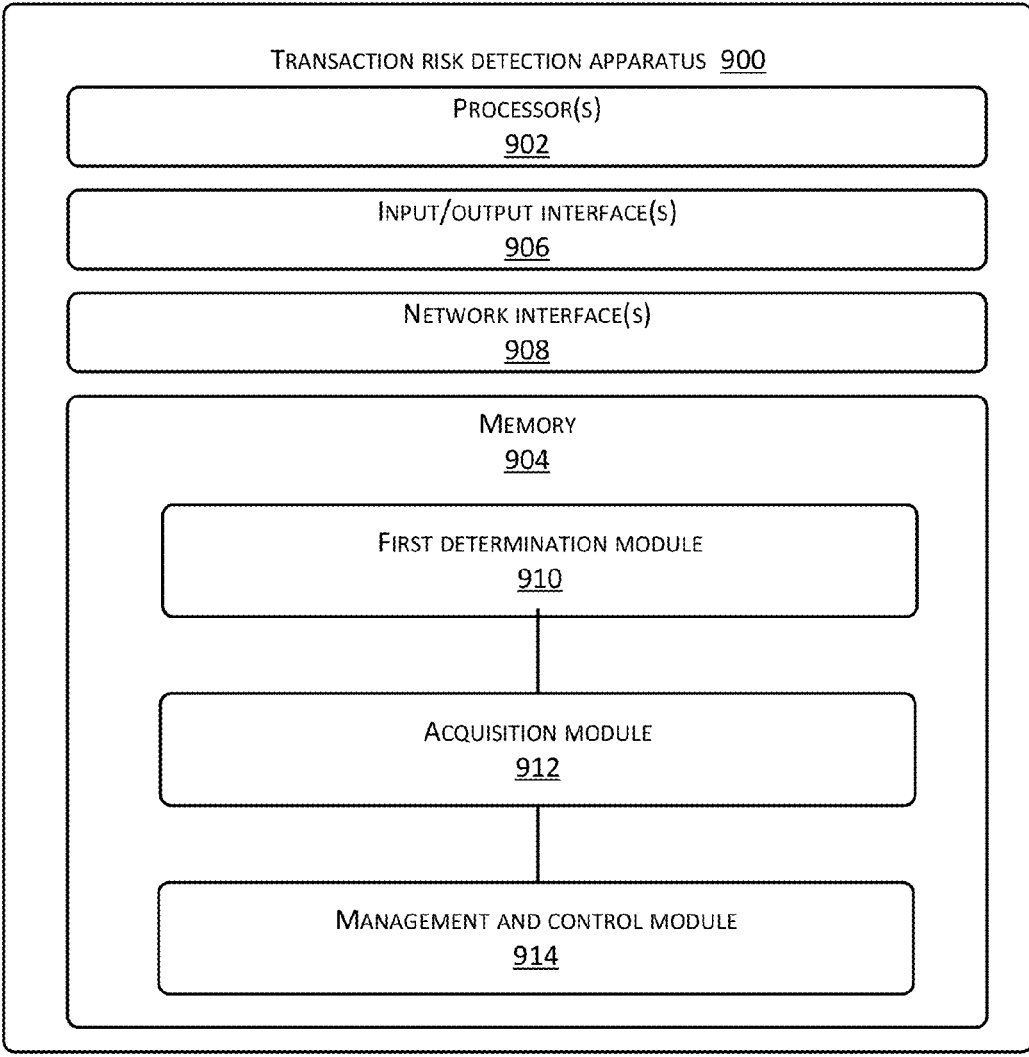 TRANSACTION RISK DETECTION APPARATUS 900
PROCESSOR(S)
902
INPUT/OUTPUT INTERFACE(S)
906
NETWORK INTERFACE(S)
908
MEMORY
904
FIRST DETERMINATION MODULE
910
ACQUISITION MODULE
912
MANAGEMENT AND CONTROL MODULE
914